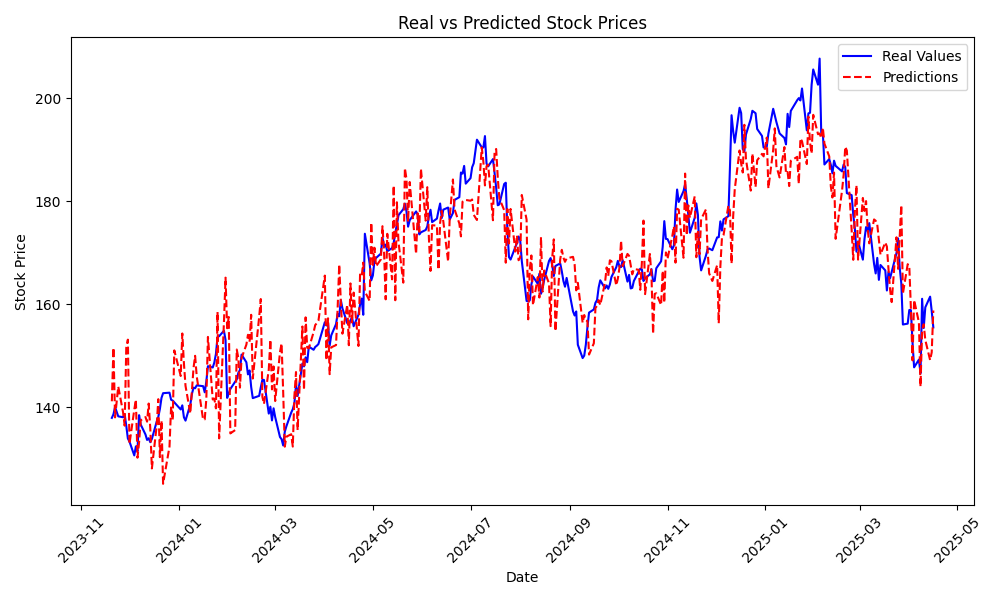 Real vs Predicted Stock Prices
Real Values
Predictions
Stock Price
200
180
160
140
2023-11
2024-01
2024-03
2024-05
2024-07
2024-09
2024-11
2025-01
2025-03
2025-05
Date